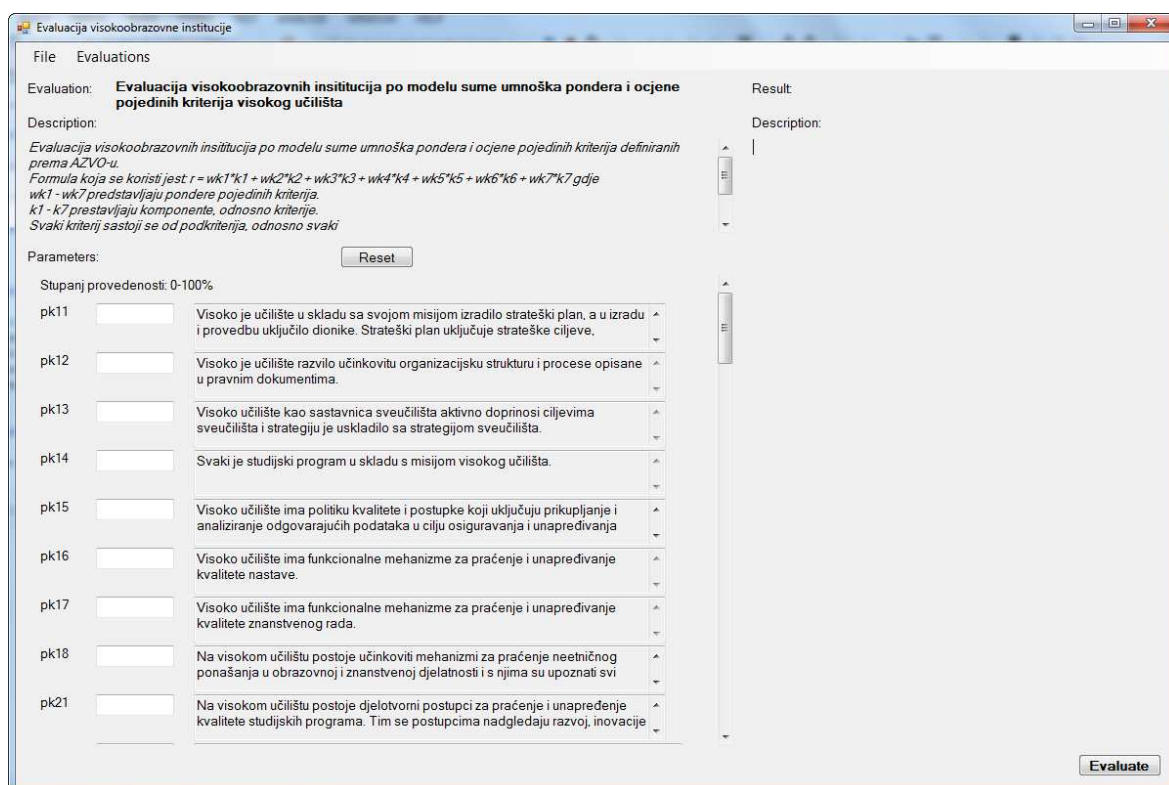 Evaluacija visokoobrazovne institucije
File Evaluations
Evaluation: Evaluacija visokoobrazovnih insititucija po modelu sume umnoška pondera i ocjene
pojedinih kriterija visokog učilišta
Result:
Description:
Description:
Evaluacija visokoobrazovnih insititucija po modelu sume umnoška pondera i ocjene pojedinih kriterija definiranih
prema AZVO-u.
Formula koja se koristi jest: r = wk1*k1 + wk2*k2 + wk3*k3 + wk4*k4 + wk5*k5 + wk6*k6 + wk7*k7 gdje
wk1 - wk7 predstavljaju pondere pojedinih kriterija.
k1 - k7 prestavljaju komponente, odnosno kriterije.
Svaki kriterij sastoji se od podkriterija, odnosno svaki
Parameters:
Reset
Stupanj provedenosti: 0-100%
pk11
Visoko je učilište u skladu sa svojom misijom izradilo strateški plan, a u izradu
i provedbu uključilo dionike. Strateški plan uključuje strateške ciljeve,
pk12
Visoko je učilište razvilo učinkovitu organizacijsku strukturu i procese opisane
u pravnim dokumentima.
pk13
Visoko učilište kao sastavnica sveučilišta aktivno doprinosi ciljevima
sveučilišta i strategiju je uskladilo sa strategijom sveučilišta.
pk14
Svaki je studijski program u skladu s misijom visokog učilišta.
pk15
Visoko učilište ima politiku kvalitete i postupke koji uključuju prikupljanje i
analiziranje odgovarajućih podataka u cilju osiguravanja i unapređivanja
pk16
Visoko učilište ima funkcionalne mehanizme za praćenje i unapređivanje
kvalitete nastave.
pk17
Visoko učilište ima funkcionalne mehanizme za praćenje i unapređivanje
kvalitete znanstvenog rada.
pk18
Na visokom učilištu postoje učinkoviti mehanizmi za praćenje neetničnog
ponašanja u obrazovnoj i znanstvenoj djelatnosti i s njima su upoznati svi
pk21
Na visokom učilištu postoje djelotvorni postupci za praćenje i unapređenje
kvalitete studijskih programa. Tim se postupcima nadgledaju razvoj, inovacije
Evaluate